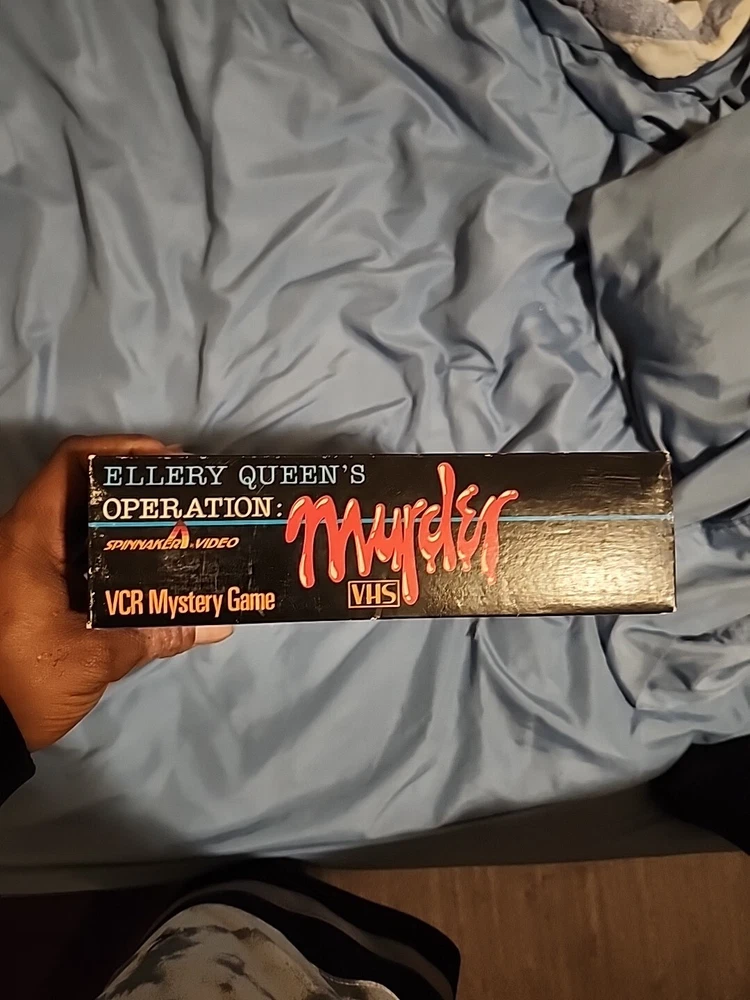 ELLERY QUEEN'S
OPERATION: Murder
SPINNAKER VIDEO
VCR Mystery Game
VHS